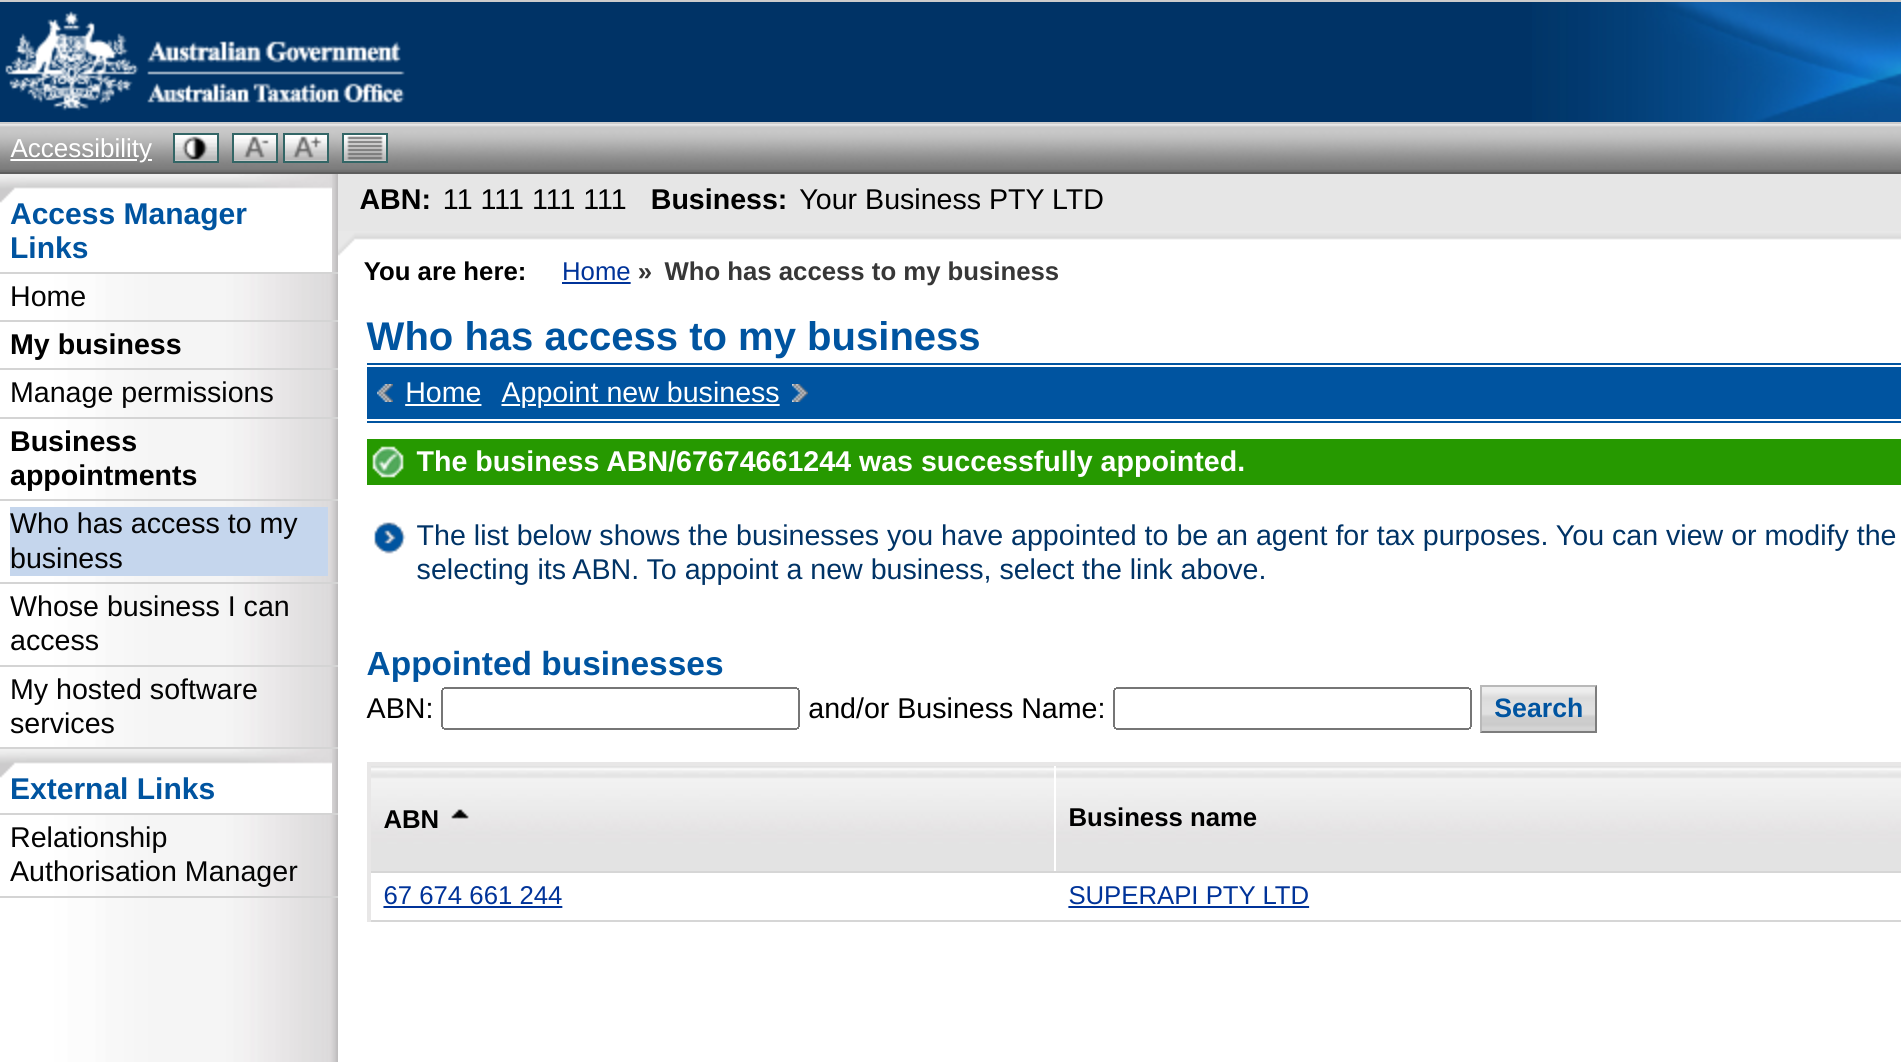 Australian Government
Australian Taxation Office
Accessibility A- A+
Access Manager
Links
Home
My business
Manage permissions
Business
appointments
Who has access to my
business
Whose business I can
access
My hosted software
services
External Links
Relationship
Authorisation Manager
ABN: 11 111 111 111 Business: Your Business PTY LTD
You are here: Home » Who has access to my business
Who has access to my business
Home Appoint new business
The business ABN/67674661244 was successfully appointed.
The list below shows the businesses you have appointed to be an agent for tax purposes. You can view or modify the
selecting its ABN. To appoint a new business, select the link above.
Appointed businesses
ABN: and/or Business Name: Search
ABN Business name
67 674 661 244 SUPERAPI PTY LTD